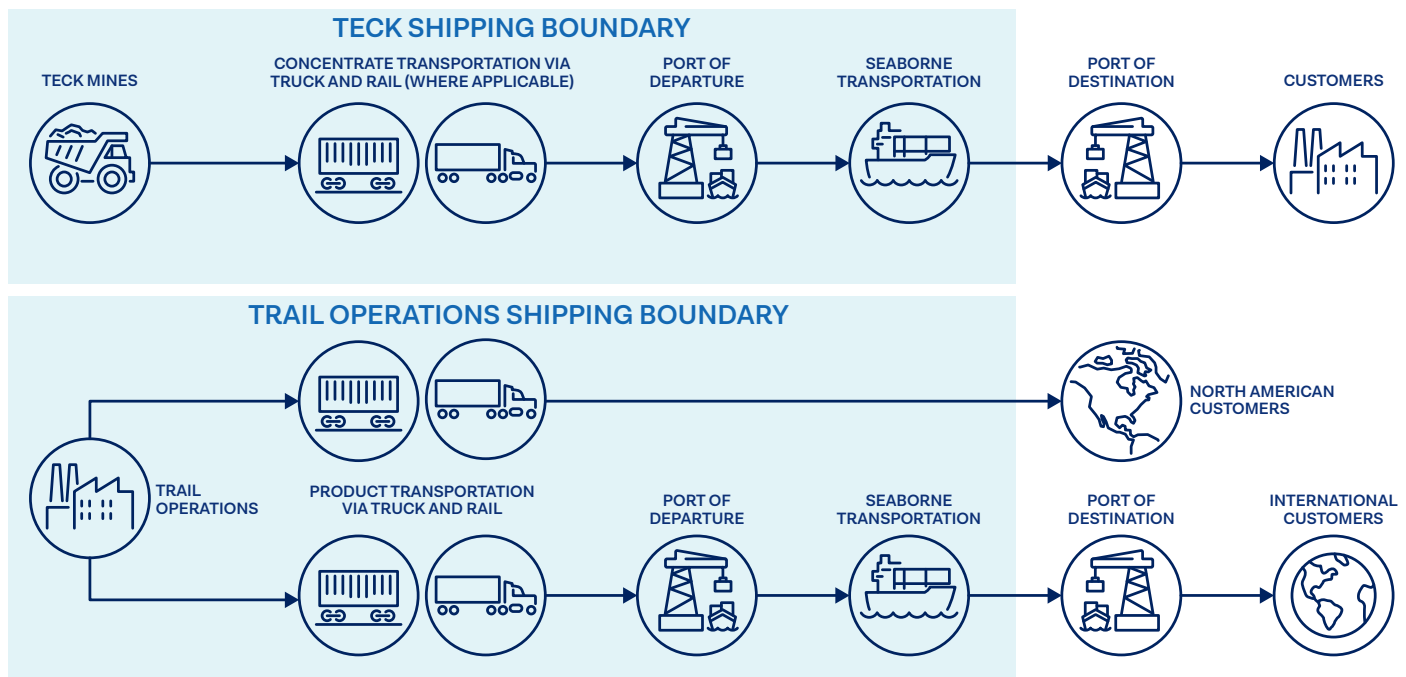 TECK SHIPPING BOUNDARY
TECK MINES
CONCENTRATE TRANSPORTATION VIA
TRUCK AND RAIL (WHERE APPLICABLE)
PORT OF
DEPARTURE
SEABORNE
TRANSPORTATION
PORT OF
DESTINATION
CUSTOMERS
TRAIL OPERATIONS SHIPPING BOUNDARY
NORTH AMERICAN
CUSTOMERS
TRAIL
OPERATIONS
PRODUCT TRANSPORTATION
VIA TRUCK AND RAIL
PORT OF
DEPARTURE
SEABORNE
TRANSPORTATION
PORT OF
DESTINATION
INTERNATIONAL
CUSTOMERS